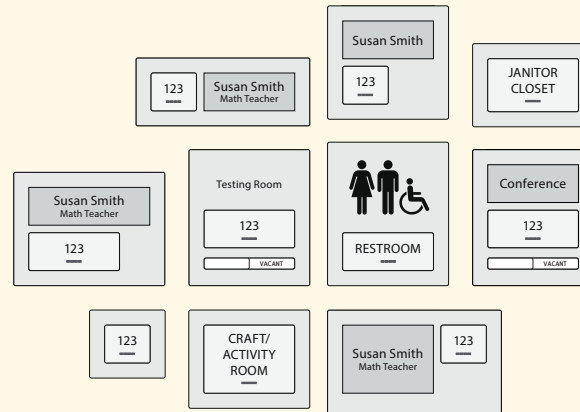 Susan Smith
123
123
Susan Smith
Math Teacher
JANITOR
CLOSET
Susan Smith
Math Teacher
123
Testing Room
123
VACANT
RESTROOM
Conference
123
VACANT
123
CRAFT/
ACTIVITY
ROOM
Susan Smith
Math Teacher
123